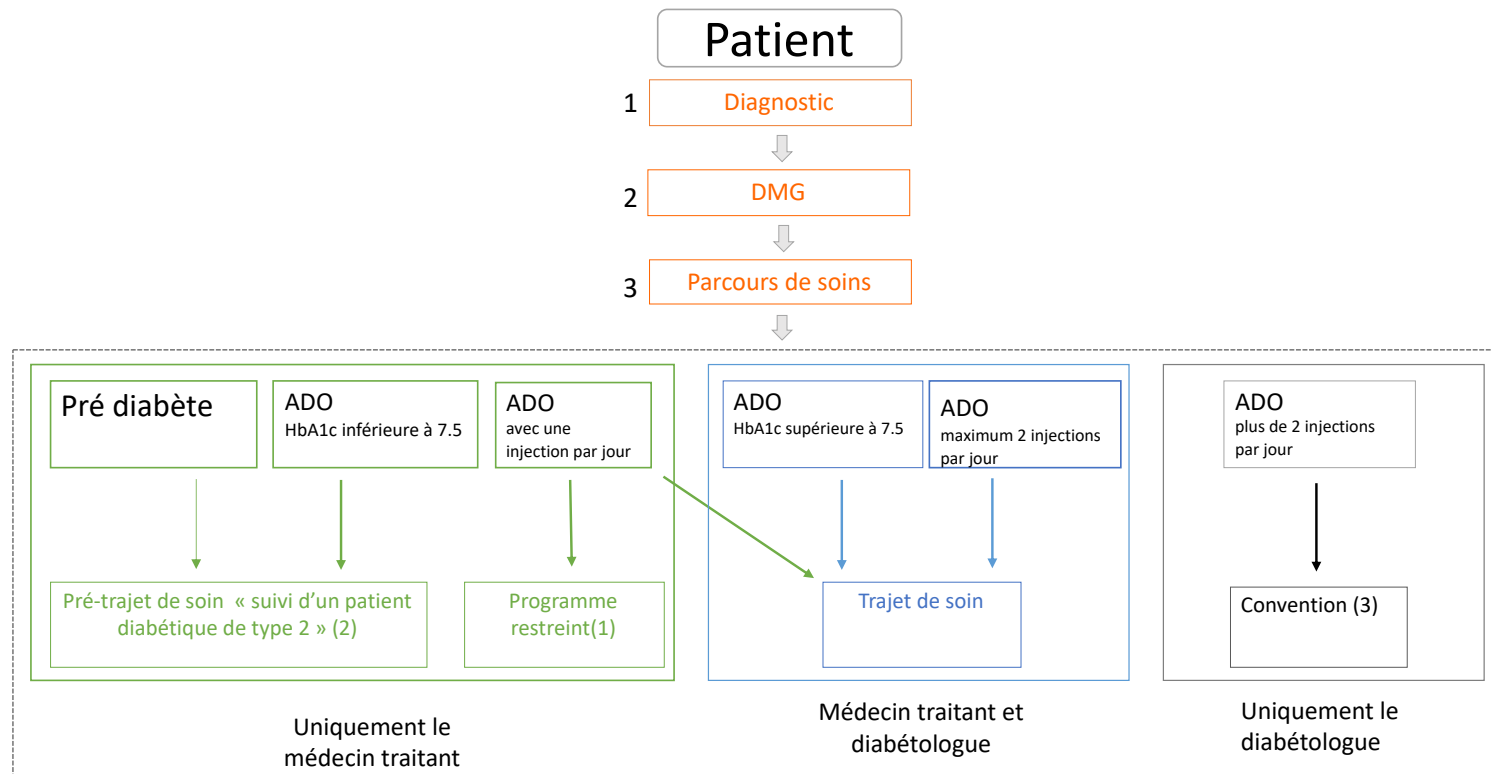 Patient
1
Diagnostic
2
DMG
3
Parcours de soins
Pré diabète
ADO
HbA1c inférieure à 7.5
ADO
avec une
injection par jour
ADO
HbA1c supérieure à 7.5
ADO
maximum 2 injections
par jour
ADO
plus de 2 injections
par jour
Pré-trajet de soin « suivi d’un patient
diabétique de type 2 » (2)
Programme
restreint(1)
Trajet de soin
Convention (3)
Uniquement le
médecin traitant
Médecin traitant et
diabétologue
Uniquement le
diabétologue